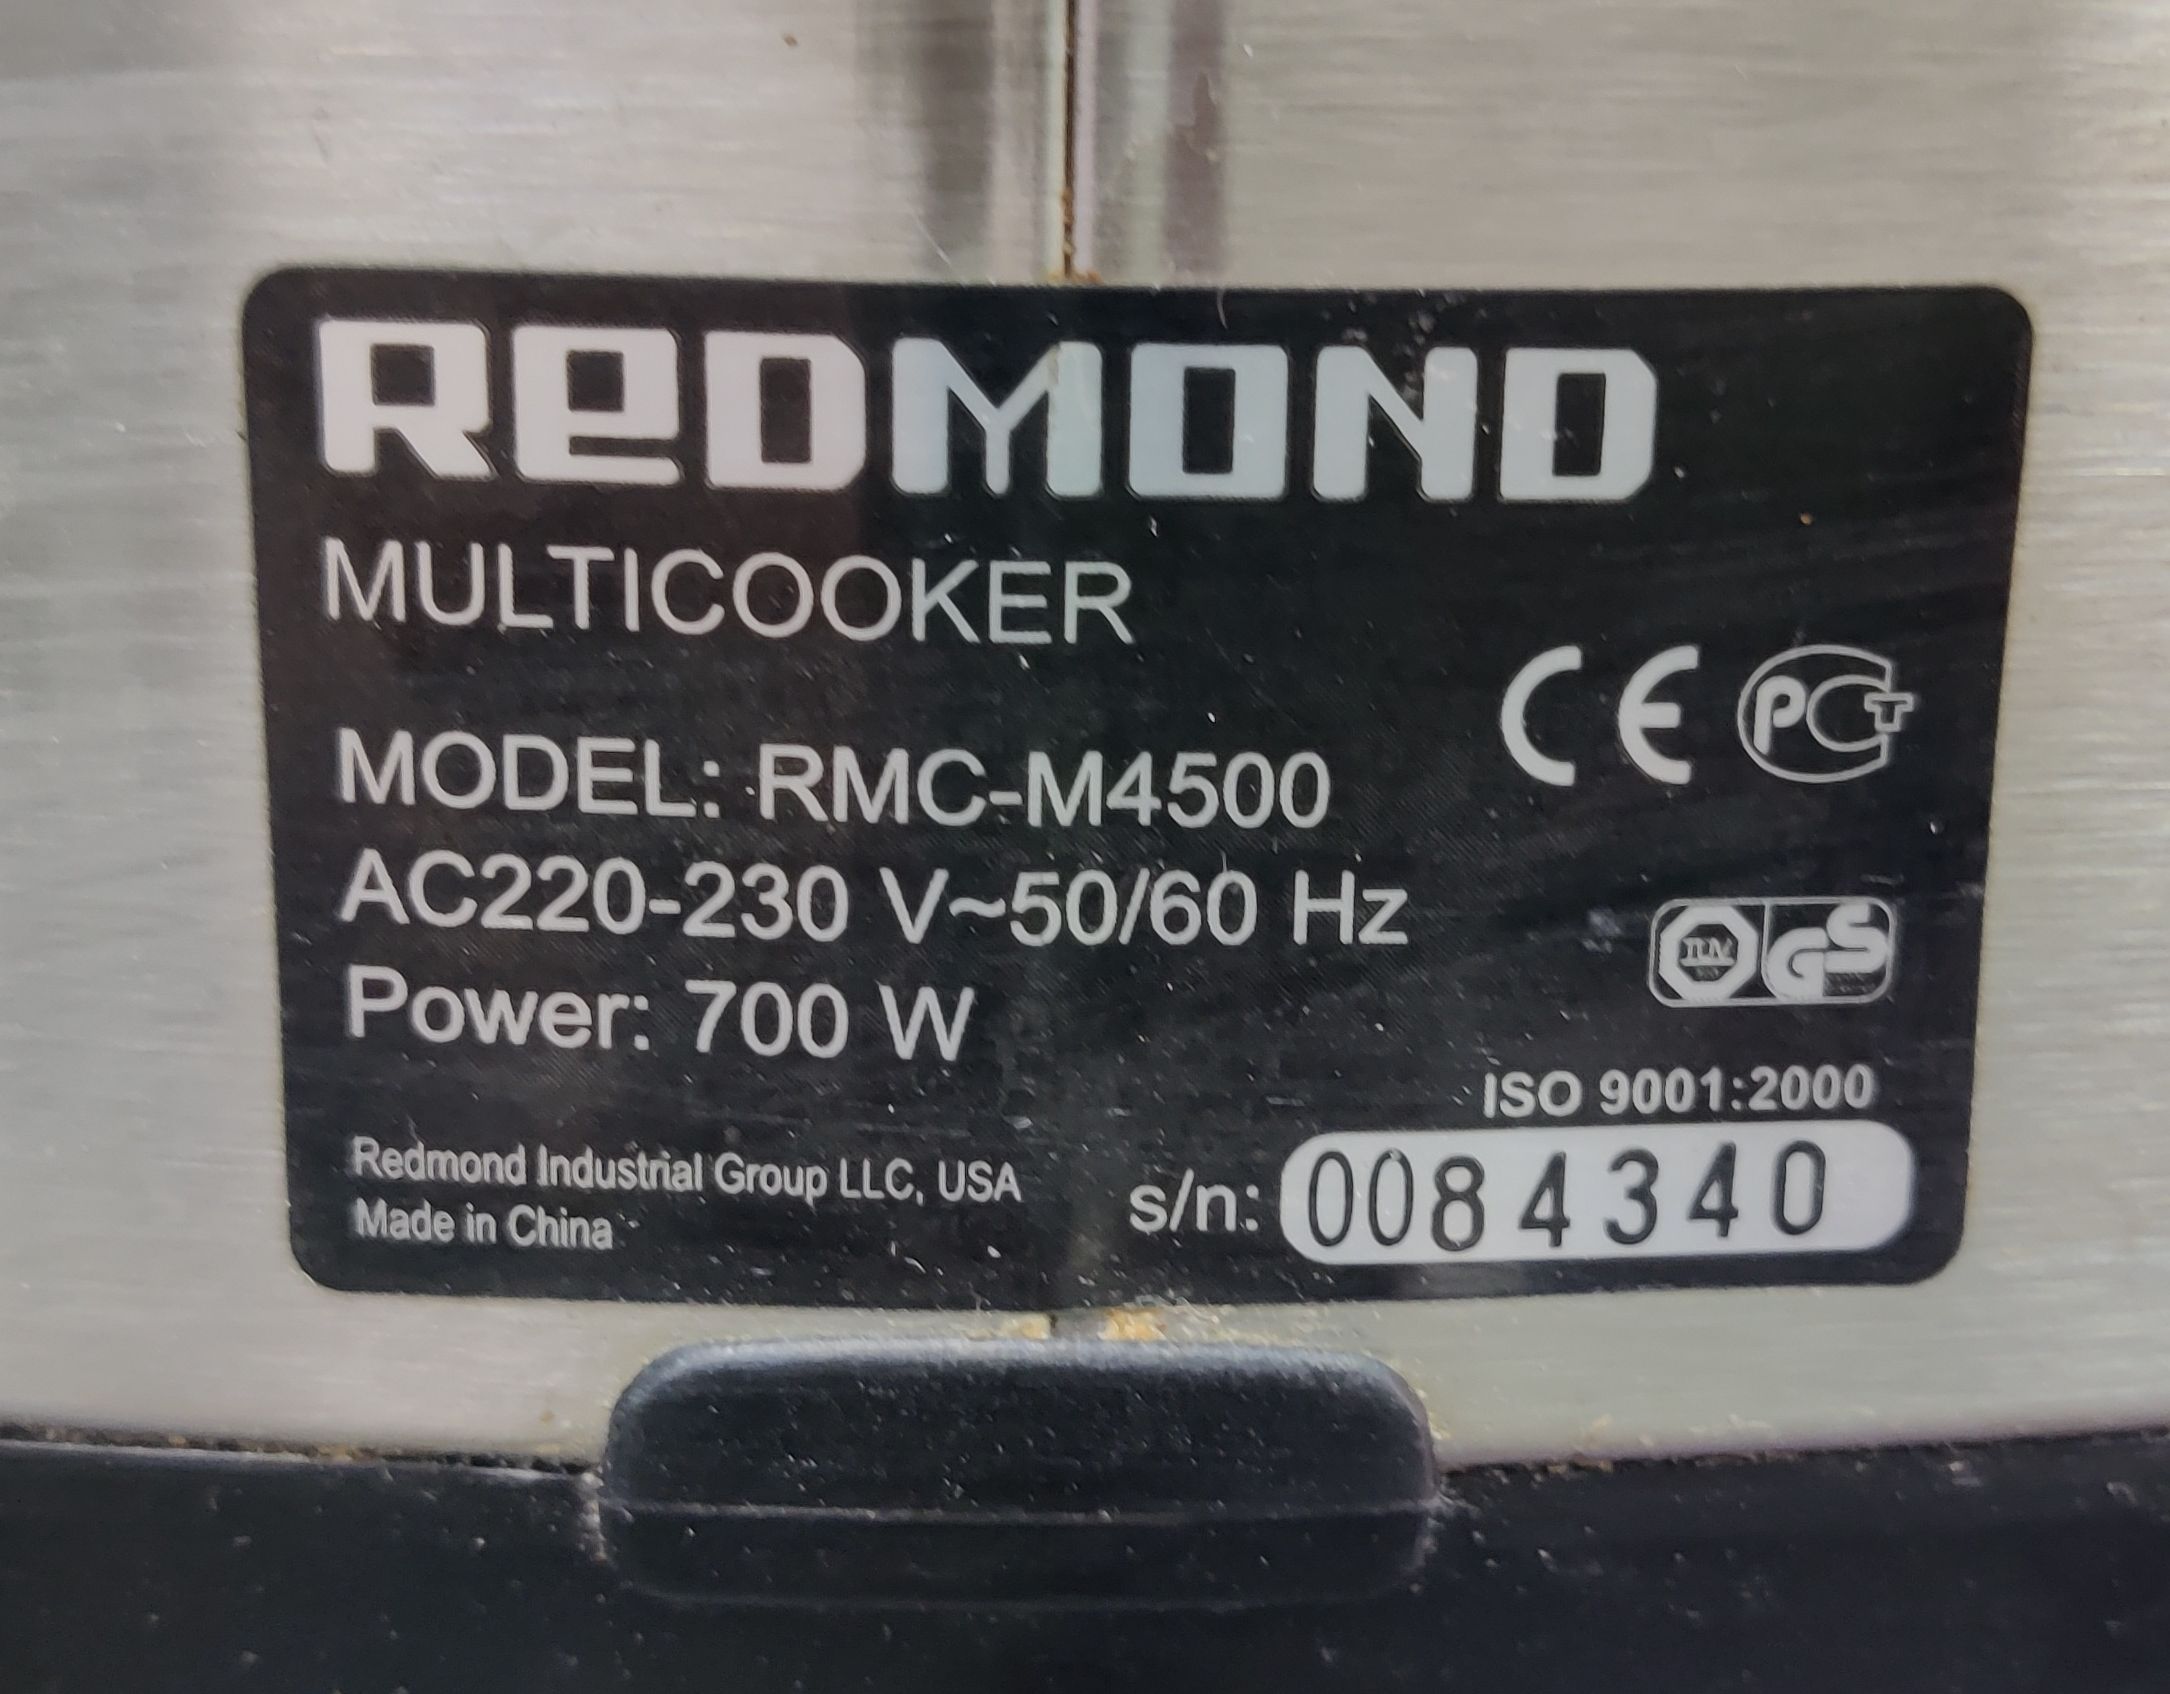 REDMOND
MULTICOOKER
CE PCT
MODEL: RMC-M4500
AC220-230 V~50/60 Hz
TÜV GS
Power: 700 W
ISO 9001:2000
Redmond Industrial Group LLC, USA
Made in China
s/n: 0084340